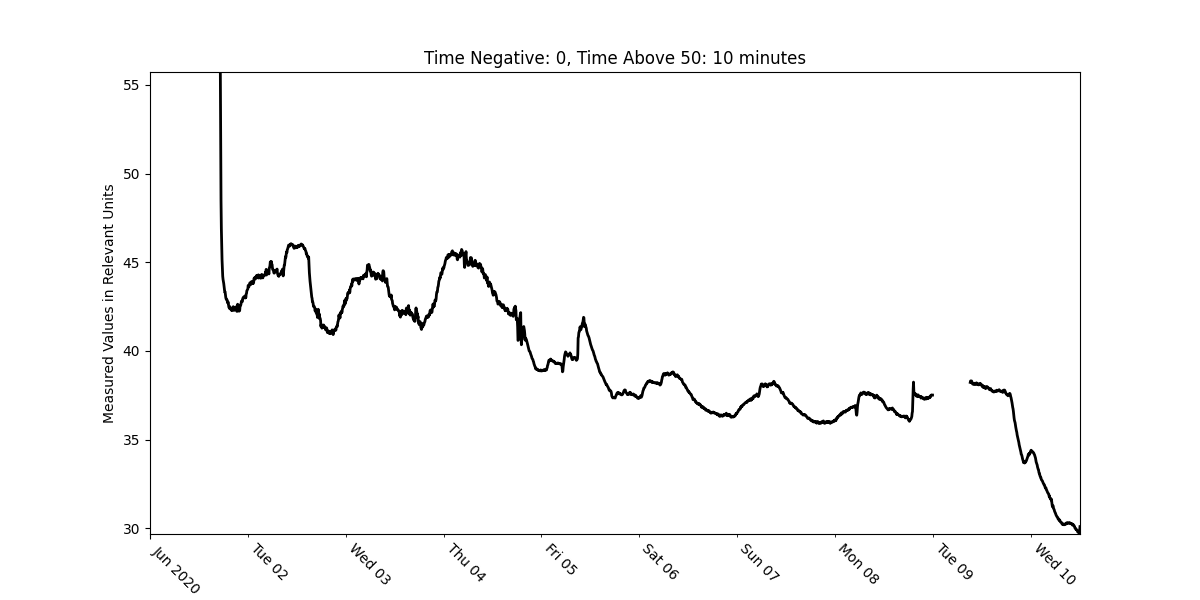 Time Negative: 0, Time Above 50: 10 minutes
Measured Values in Relevant Units
55
50
45
40
35
30
Jun 2020
Tue 02
Wed 03
Thu 04
Fri 05
Sat 06
Sun 07
Mon 08
Tue 09
Wed 10